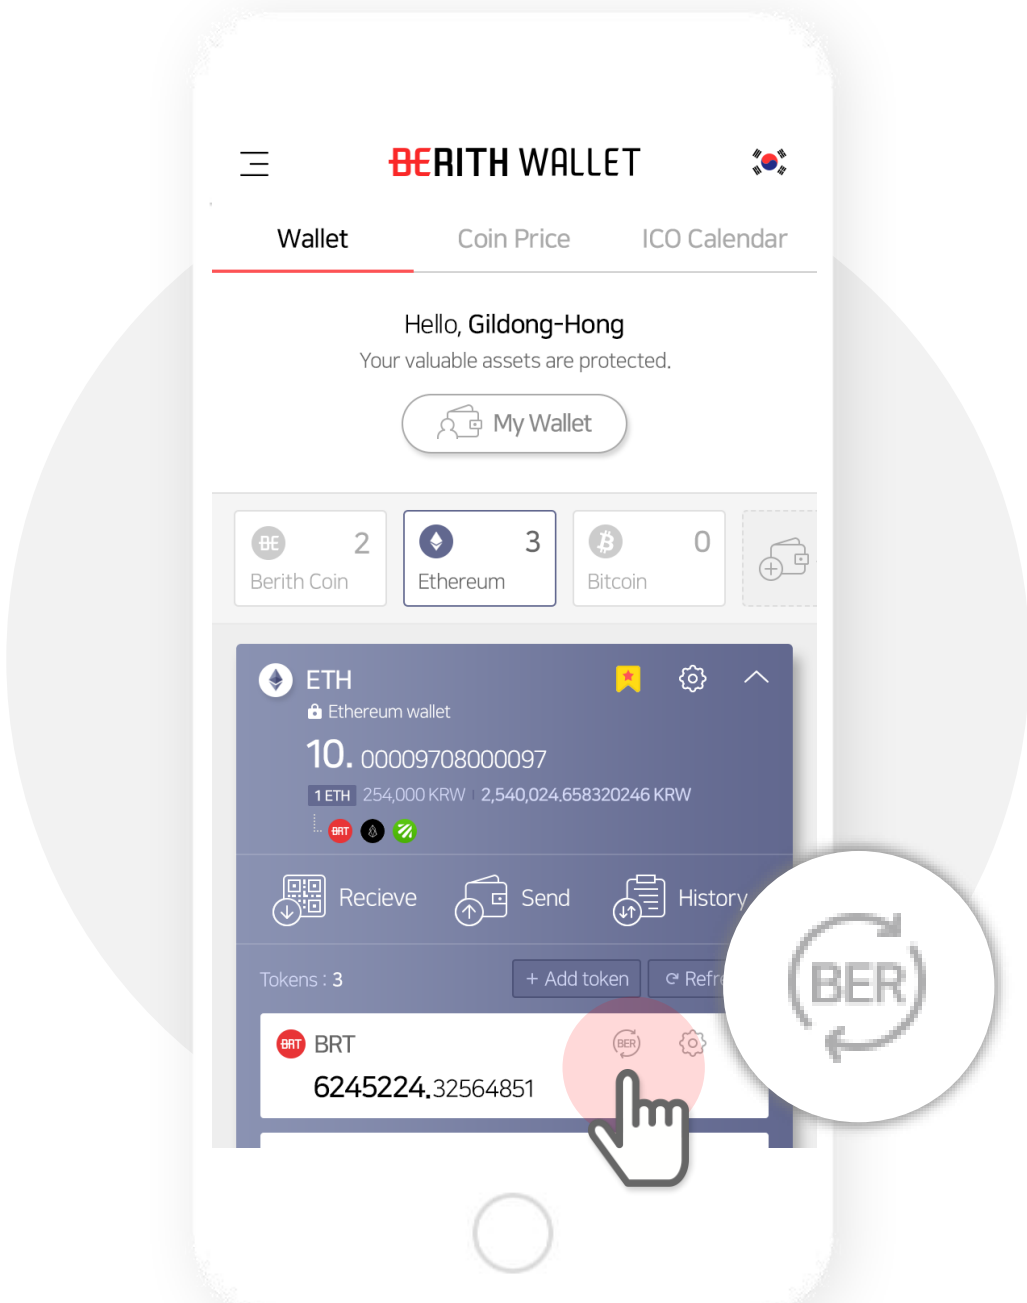 BERITH WALLET
Wallet Coin Price ICO Calendar
Hello, Gildong-Hong
Your valuable assets are protected.
My Wallet
BE 2 3 0
Berith Coin Ethereum Bitcoin
ETH
Ethereum wallet
10. 00009708000097
1 ETH 254,000 KRW 2,540,024.658320246 KRW
BRT
Recieve Send History
Tokens : 3 + Add token Refre
BRT BRT BER
6245224.32564851
BER